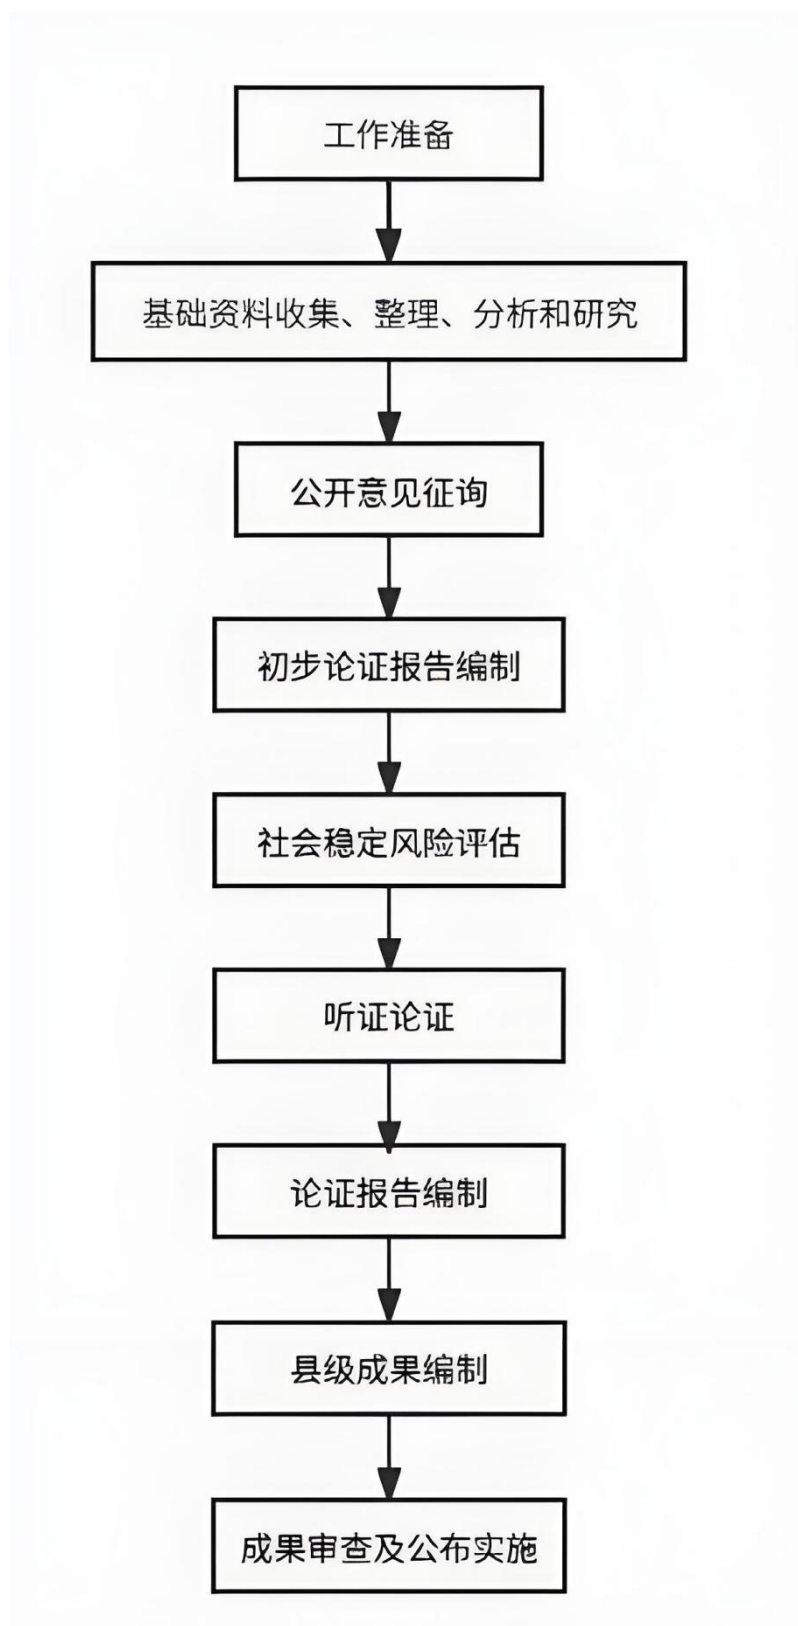 工作准备
基础资料收集、整理、分析和研究
公开意见征询
初步论证报告编制
社会稳定风险评估
听证论证
论证报告编制
县级成果编制
成果审查及公布实施